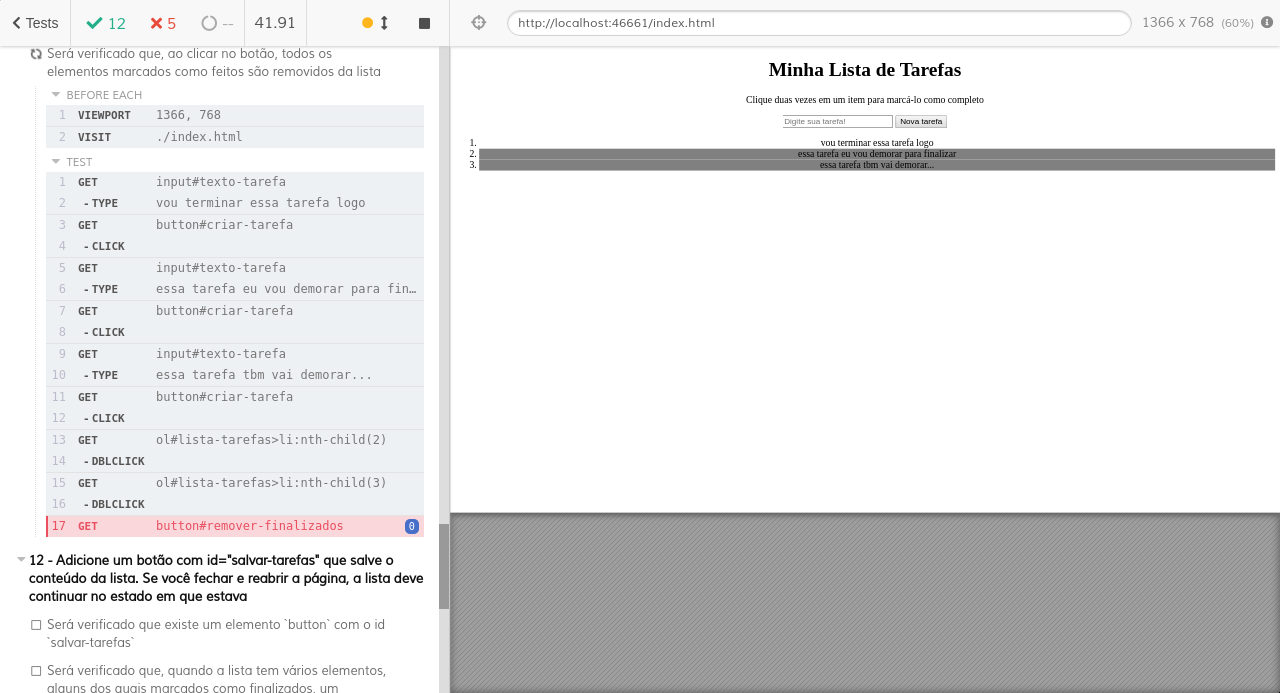 Tests
12
5
--
41.91
http://localhost:46661/index.html
1366 x 768 (60%)
Será verificado que, ao clicar no botão, todos os
elementos marcados como feitos são removidos da lista
BEFORE EACH
1 VIEWPORT 1366, 768
2 VISIT ./index.html
TEST
1 GET input#texto-tarefa
2 -TYPE vou terminar essa tarefa logo
3 GET button#criar-tarefa
4 -CLICK
5 GET input#texto-tarefa
6 -TYPE essa tarefa eu vou demorar para fin…
7 GET button#criar-tarefa
8 -CLICK
9 GET input#texto-tarefa
10 -TYPE essa tarefa tbm vai demorar...
11 GET button#criar-tarefa
12 -CLICK
13 GET ol#lista-tarefas>li:nth-child(2)
14 -DBLCLICK
15 GET ol#lista-tarefas>li:nth-child(3)
16 -DBLCLICK
17 GET button#remover-finalizados 0
12 - Adicione um botão com id="salvar-tarefas" que salve o
conteúdo da lista. Se você fechar e reabrir a página, a lista deve
continuar no estado em que estava
Será verificado que existe um elemento `button` com o id
`salvar-tarefas`
Será verificado que, quando a lista tem vários elementos,
alguns dos quais marcados como finalizados, um
Minha Lista de Tarefas
Clique duas vezes em um item para marcá-lo como completo
Digite sua tarefa!
Nova tarefa
1. vou terminar essa tarefa logo
2. essa tarefa eu vou demorar para finalizar
3. essa tarefa tbm vai demorar...